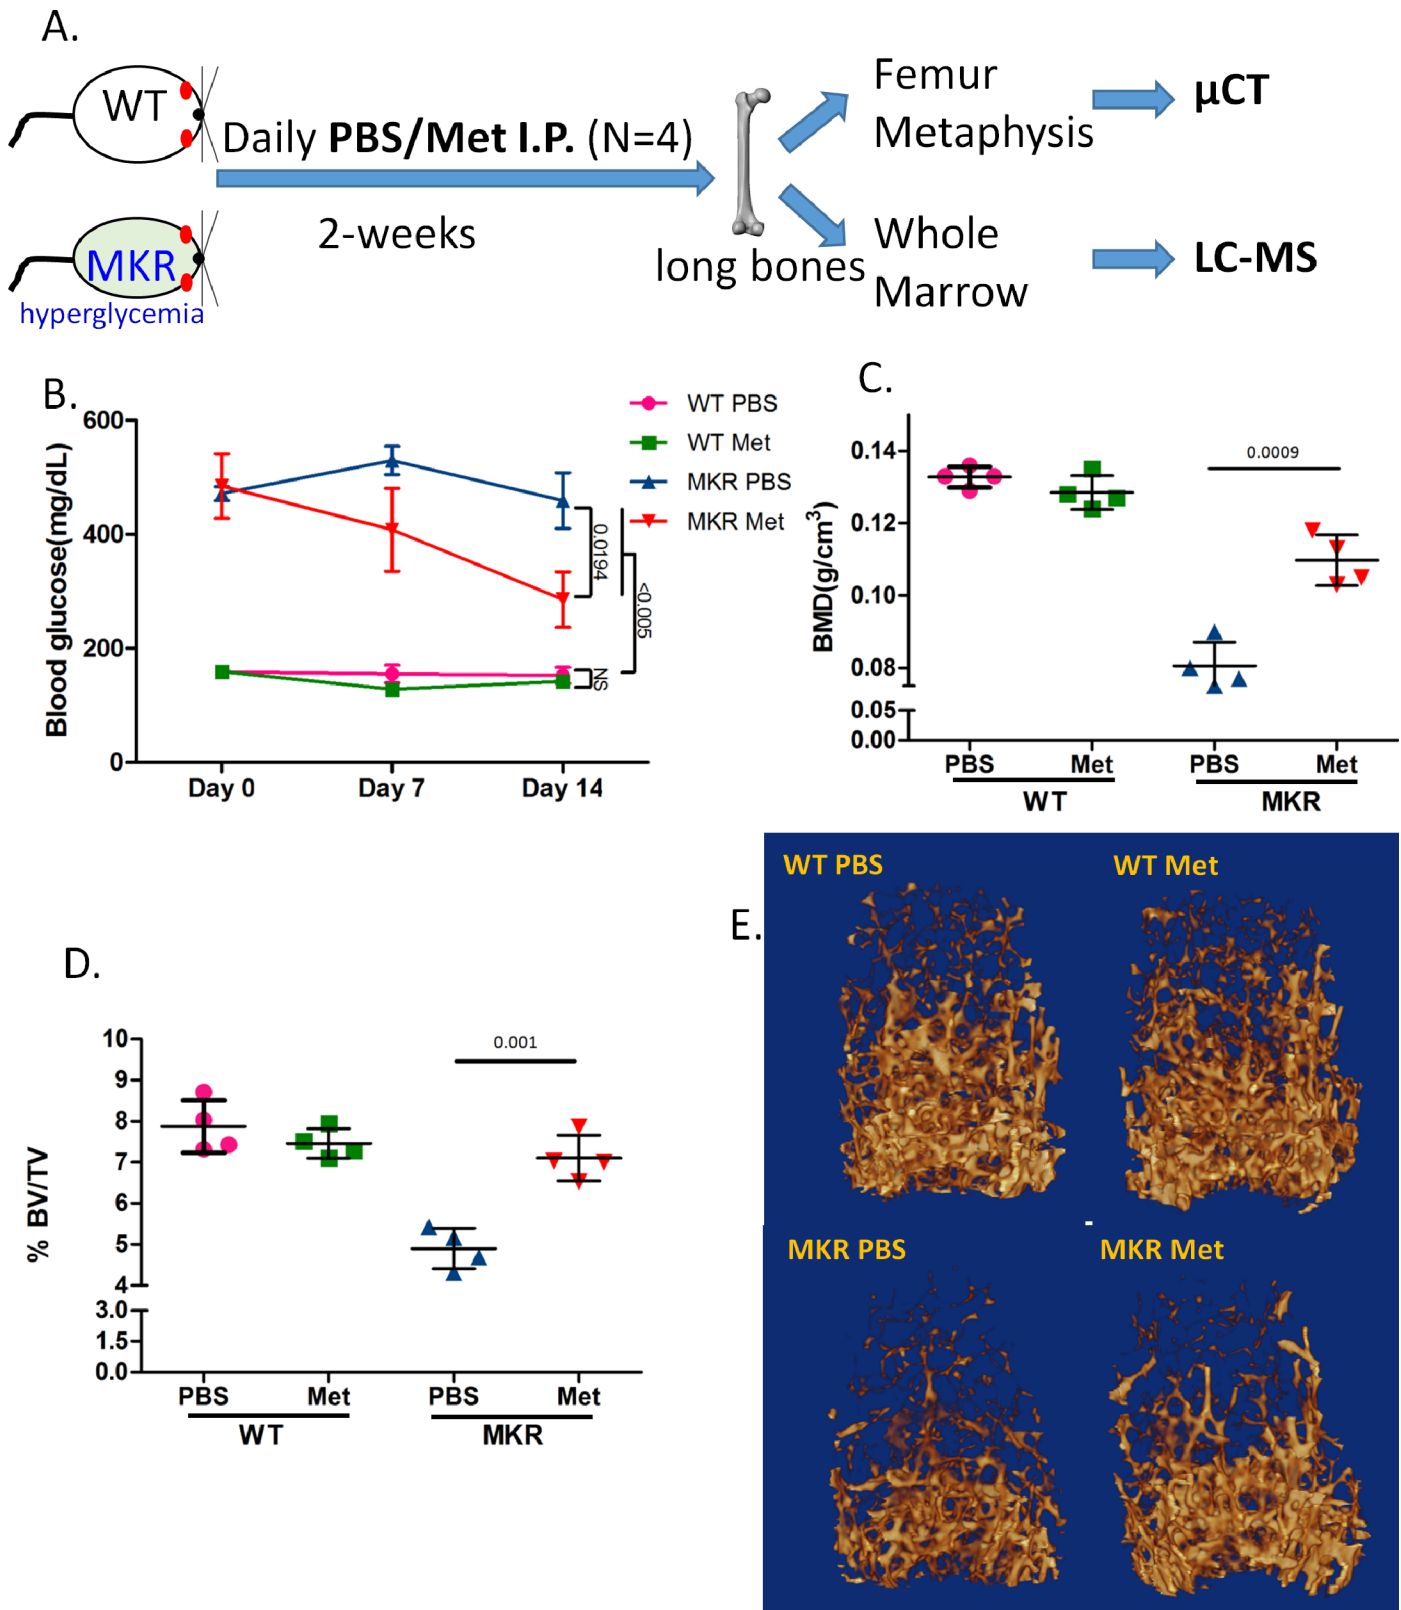 A.
WT
Daily PBS/Met I.P. (N=4)
2-weeks
MKR
hyperglycemia
long bones
Femur
Metaphysis
µCT
Whole
Marrow
LC-MS
B.
Blood glucose(mg/dL)
600
400
200
0
Day 0 Day 7 Day 14
WT PBS
WT Met
MKR PBS
MKR Met
0.0194
<0.005
NS
C.
BMD(g/cm³)
0.14
0.12
0.10
0.08
0.05
0.00
0.0009
PBS Met PBS Met
WT MKR
D.
% BV/TV
10
9
8
7
6
5
4
3.0
1.5
0.0
0.001
PBS Met PBS Met
WT MKR
E.
WT PBS WT Met
MKR PBS MKR Met